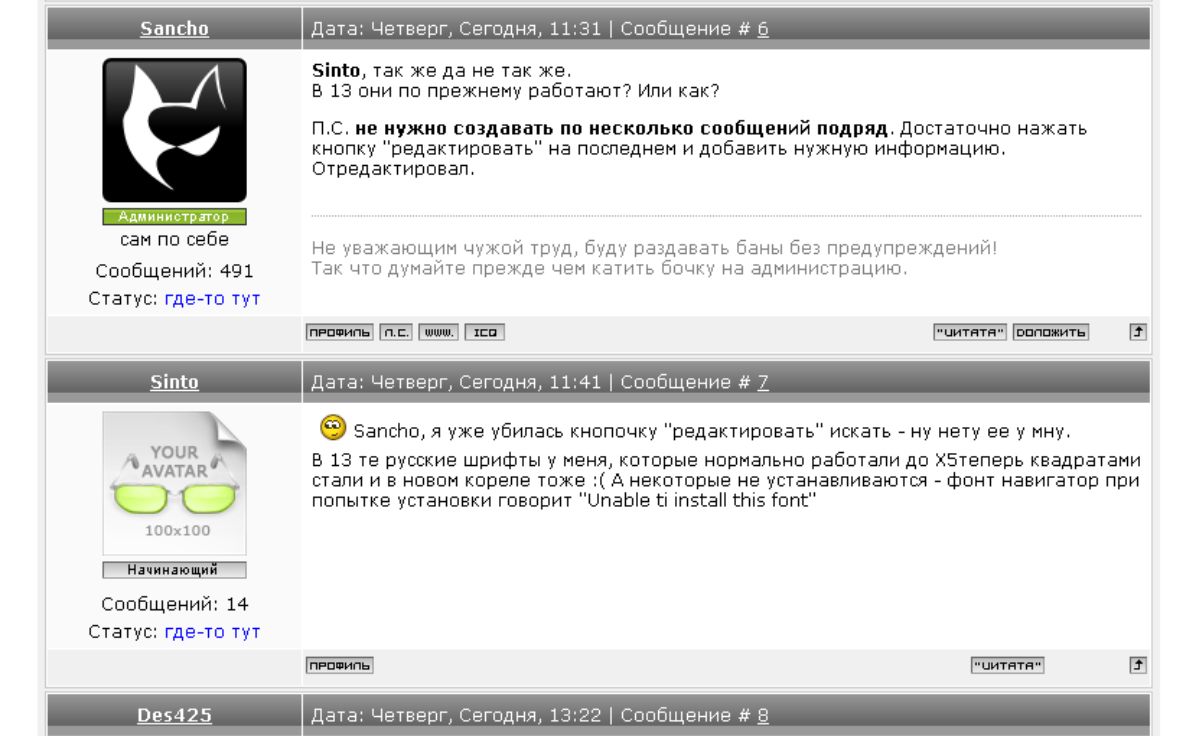 Sancho
Дата: Четверг, Сегодня, 11:31 | Сообщение # 6
Администратор
сам по себе
Сообщений: 491
Статус: где-то тут
Sinto, так же да не так же.
В 13 они по прежнему работают? Или как?
П.С. не нужно создавать по несколько сообщений подряд. Достаточно нажать
кнопку "редактировать" на последнем и добавить нужную информацию.
Отредактировал.
Не уважающим чужой труд, буду раздавать баны без предупреждений!
Так что думайте прежде чем катить бочку на администрацию.
ПРОФИЛЬ П.С. WWW. ICQ "ЦИТАТА" ДОЛОЖИТЬ
Sinto
Дата: Четверг, Сегодня, 11:41 | Сообщение # 7
YOUR
AVATAR
100x100
Начинающий
Сообщений: 14
Статус: где-то тут
Sancho, я уже убилась кнопочку "редактировать" искать - ну нету ее у мну.
В 13 те русские шрифты у меня, которые нормально работали до X5теперь квадратами
стали и в новом кореле тоже :( А некоторые не устанавливаются - фонт навигатор при
попытке установки говорит "Unable ti install this font"
ПРОФИЛЬ "ЦИТАТА"
Des425
Дата: Четверг, Сегодня, 13:22 | Сообщение # 8